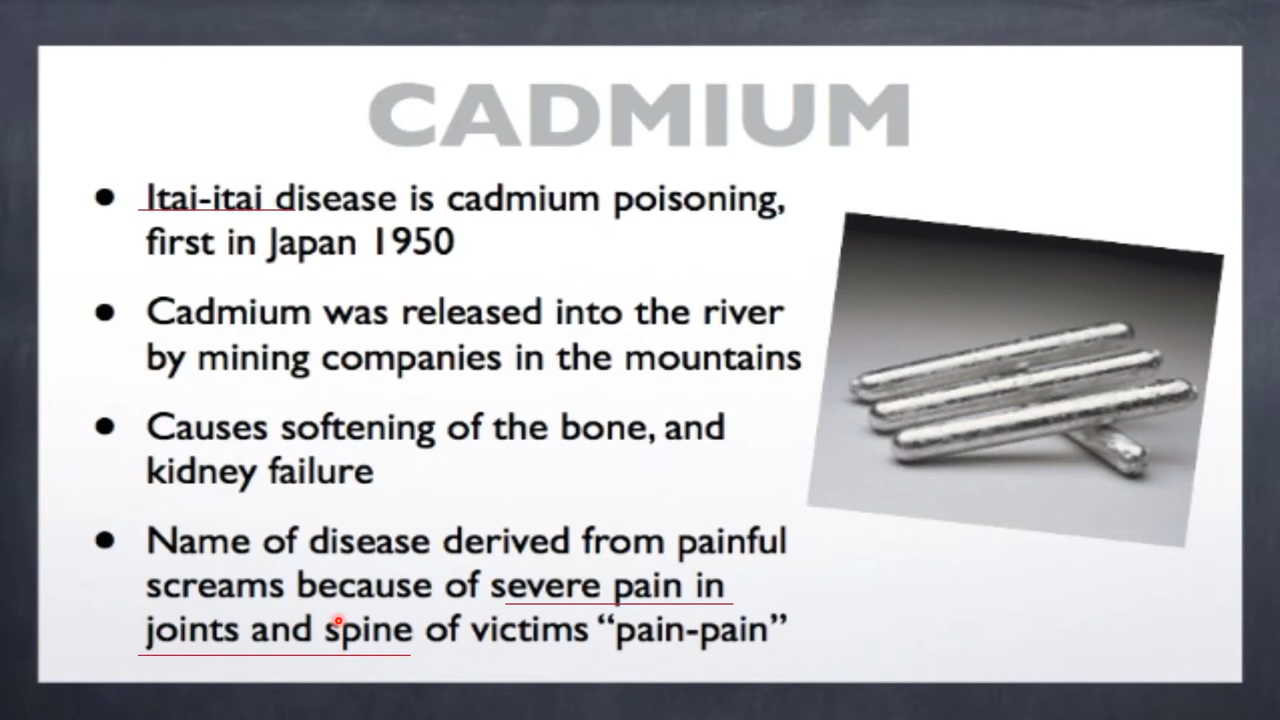 CADMIUM
• Itai-itai disease is cadmium poisoning,
first in Japan 1950
• Cadmium was released into the river
by mining companies in the mountains
• Causes softening of the bone, and
kidney failure
• Name of disease derived from painful
screams because of severe pain in
joints and spine of victims “pain-pain”